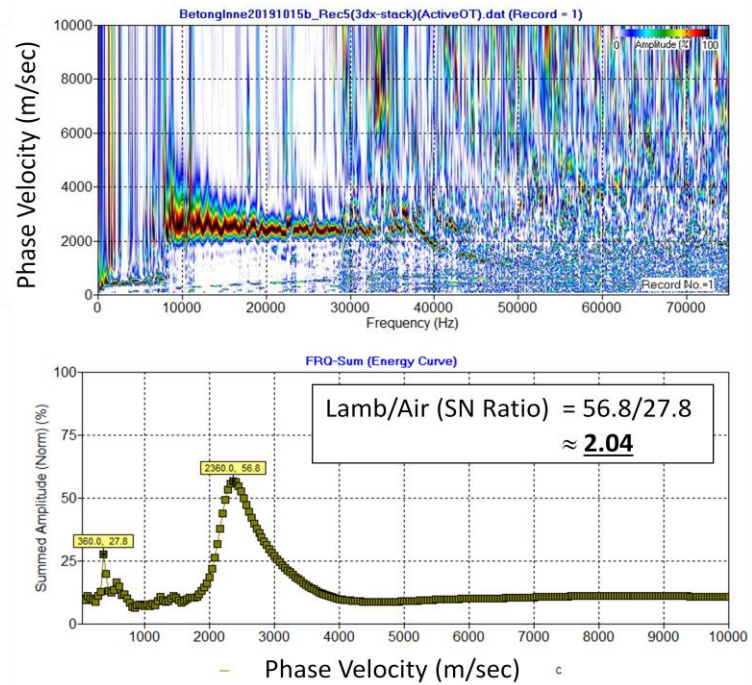 BetongInne20191015b_Rec5(3dx-stack)(ActiveOT).dat (Record = 1)
10000
8000
6000
4000
2000
0
Phase Velocity (m/sec)
0 Amplitude (% 100
Record No.=1
0 10000 20000 30000 40000 50000 60000 70000
Frequency (Hz)
FRQ-Sum (Energy Curve)
100
75
50
25
0
Summed Amplitude (Norm) (%)
Lamb/Air (SN Ratio) = 56.8/27.8
≈ 2.04
2360.0, 56.8
360.0, 27.8
1000 2000 3000 4000 5000 6000 7000 8000 9000 10000
Phase Velocity (m/sec) c